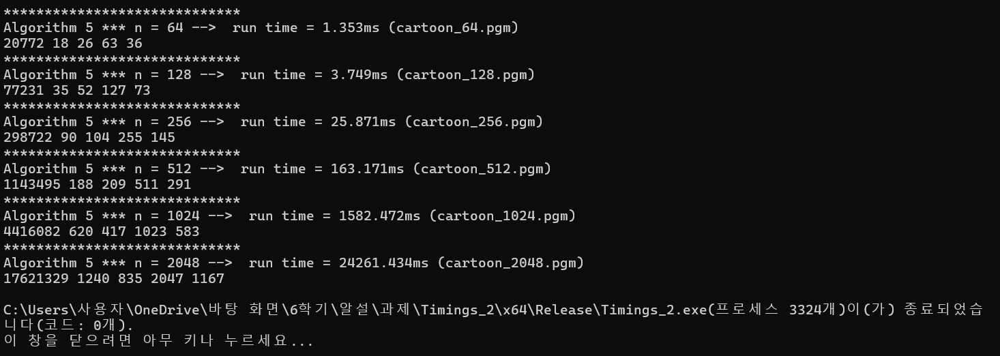 *****************************
Algorithm 5 *** n = 64 -->  run time = 1.353ms (cartoon_64.pgm)
20772 18 26 63 36
*****************************
Algorithm 5 *** n = 128 -->  run time = 3.749ms (cartoon_128.pgm)
77231 35 52 127 73
*****************************
Algorithm 5 *** n = 256 -->  run time = 25.871ms (cartoon_256.pgm)
298722 90 104 255 145
*****************************
Algorithm 5 *** n = 512 -->  run time = 163.171ms (cartoon_512.pgm)
1143495 188 209 511 291
*****************************
Algorithm 5 *** n = 1024 -->  run time = 1582.472ms (cartoon_1024.pgm)
4416082 620 417 1023 583
*****************************
Algorithm 5 *** n = 2048 -->  run time = 24261.434ms (cartoon_2048.pgm)
17621329 1240 835 2047 1167
C:\Users\사용자\OneDrive\바탕 화면\6학기\알설\과제\Timings_2\x64\Release\Timings_2.exe(프로세스 3324개)이(가) 종료되었습
니다(코드: 0개).
이 창을 닫으려면 아무 키나 누르세요...